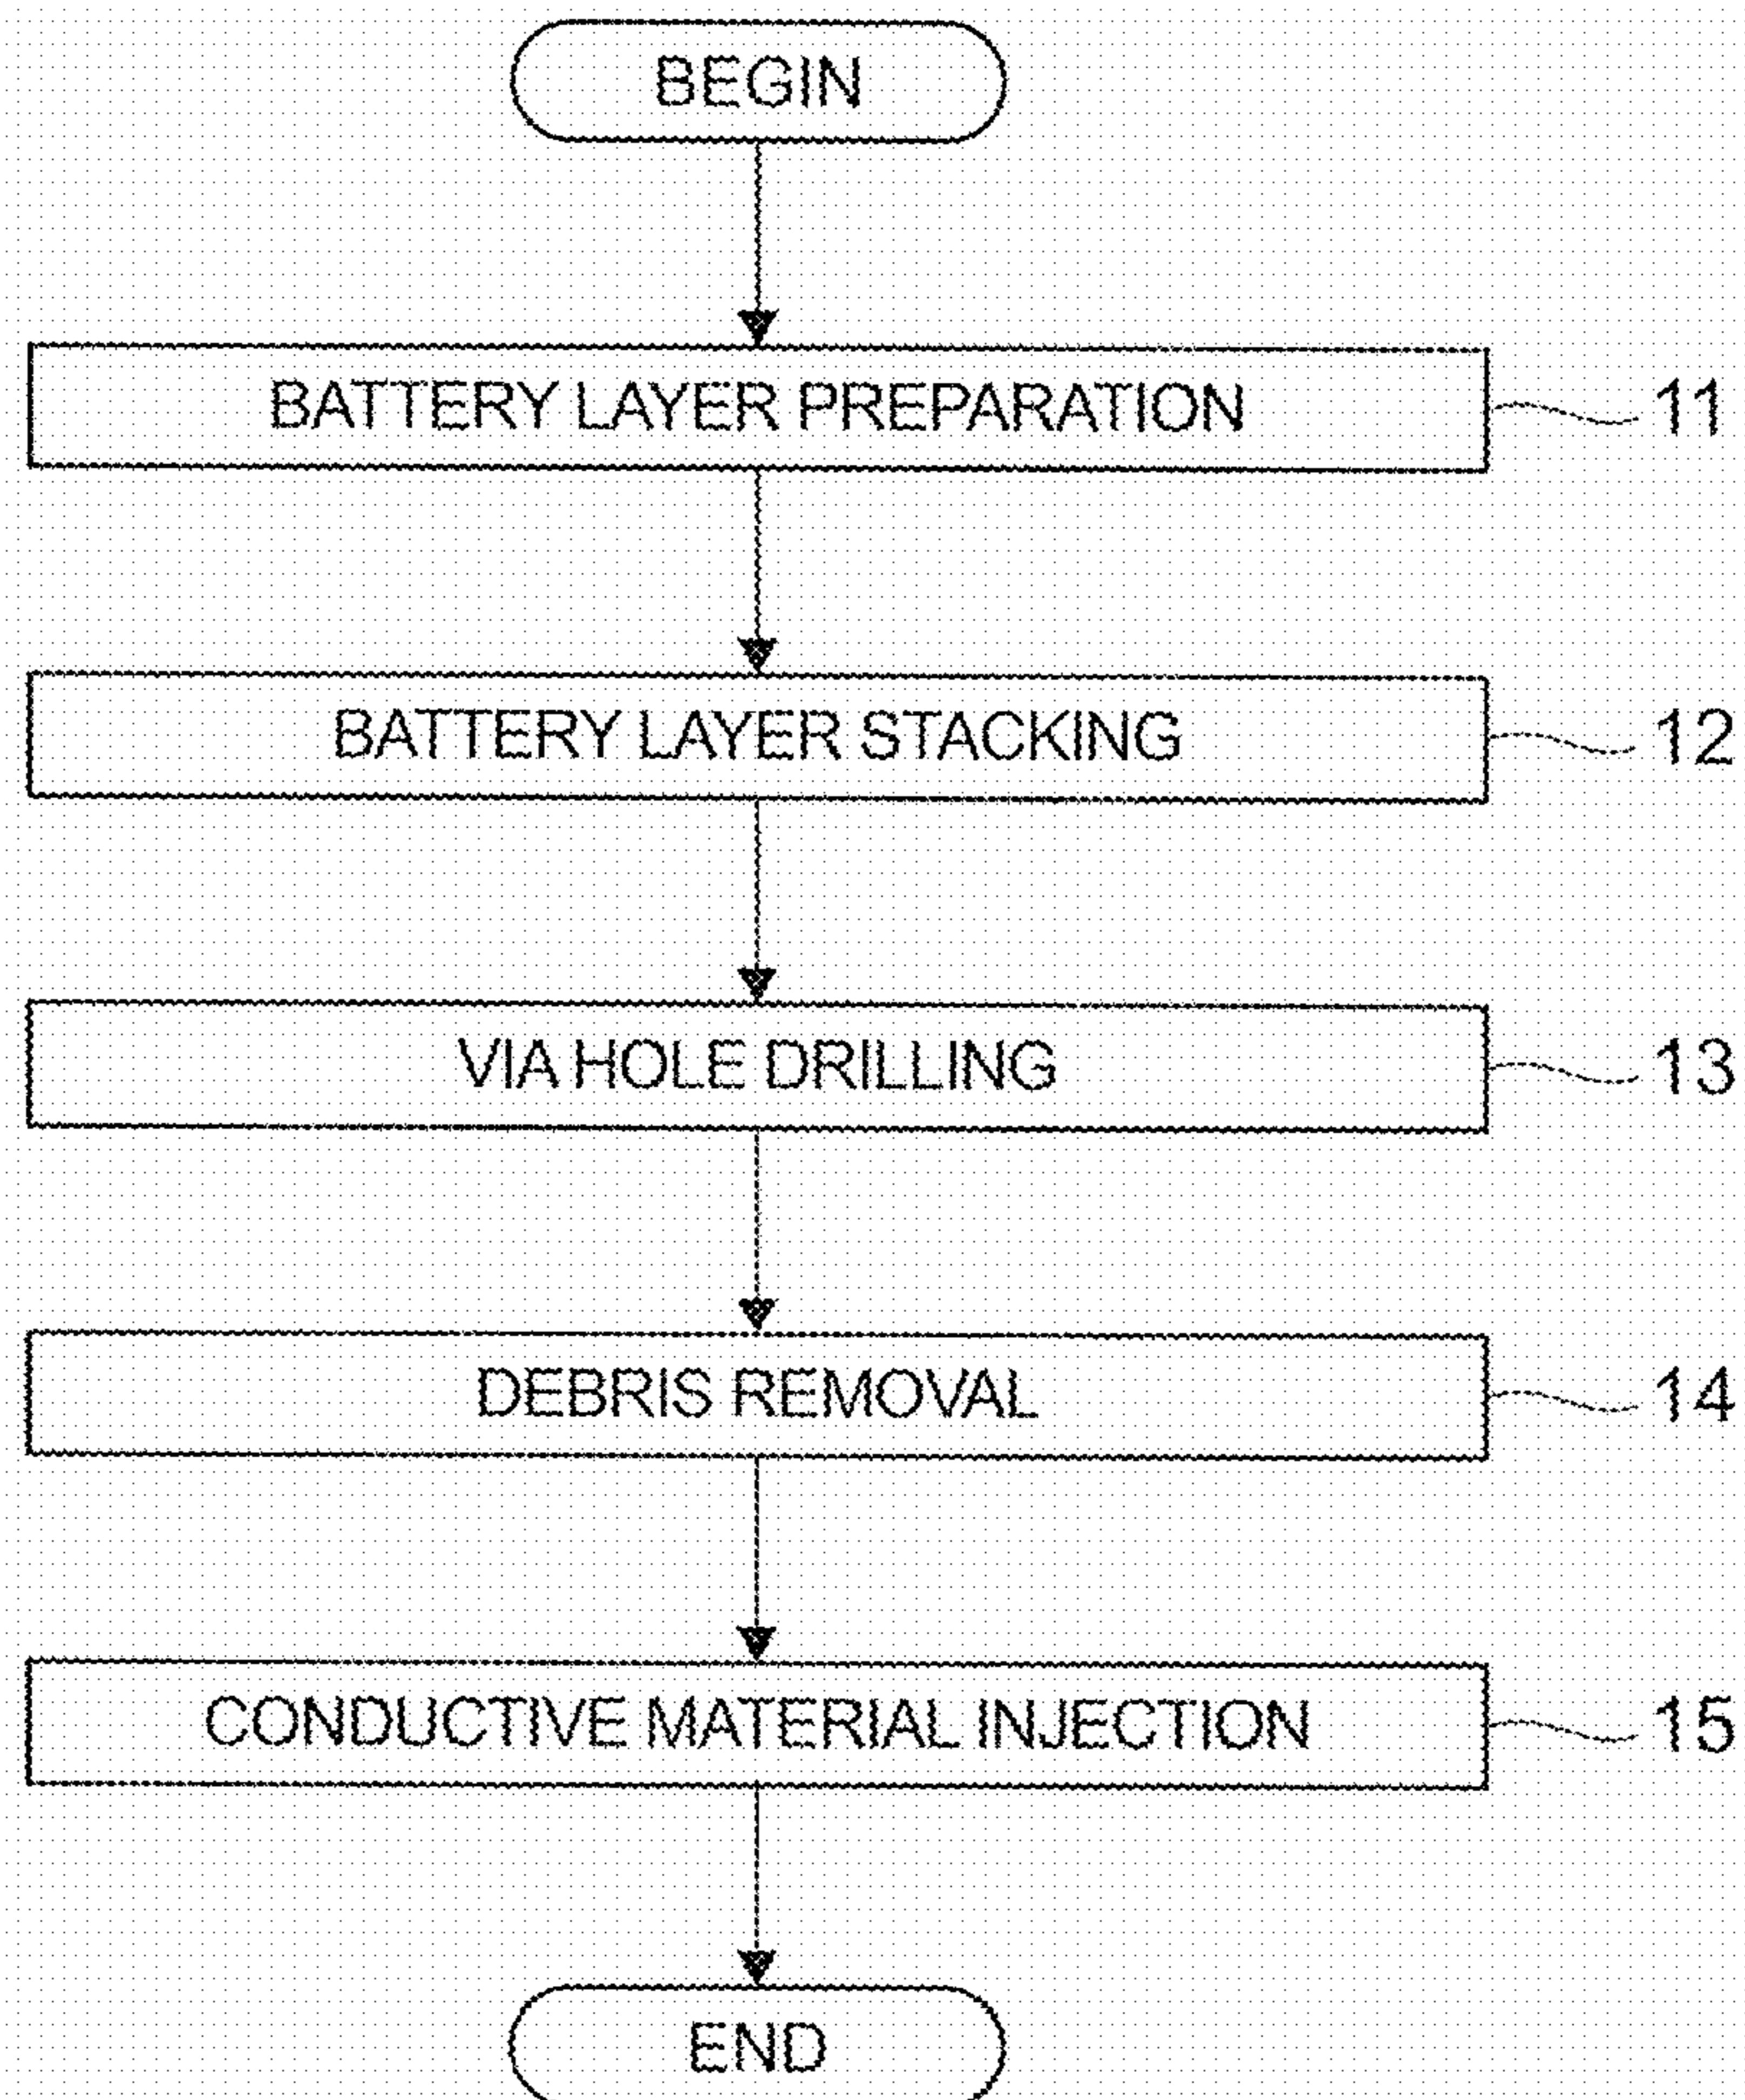 BEGIN
BATTERY LAYER PREPARATION 11
BATTERY LAYER STACKING 12
VIA HOLE DRILLING 13
DEBRIS REMOVAL 14
CONDUCTIVE MATERIAL INJECTION 15
END